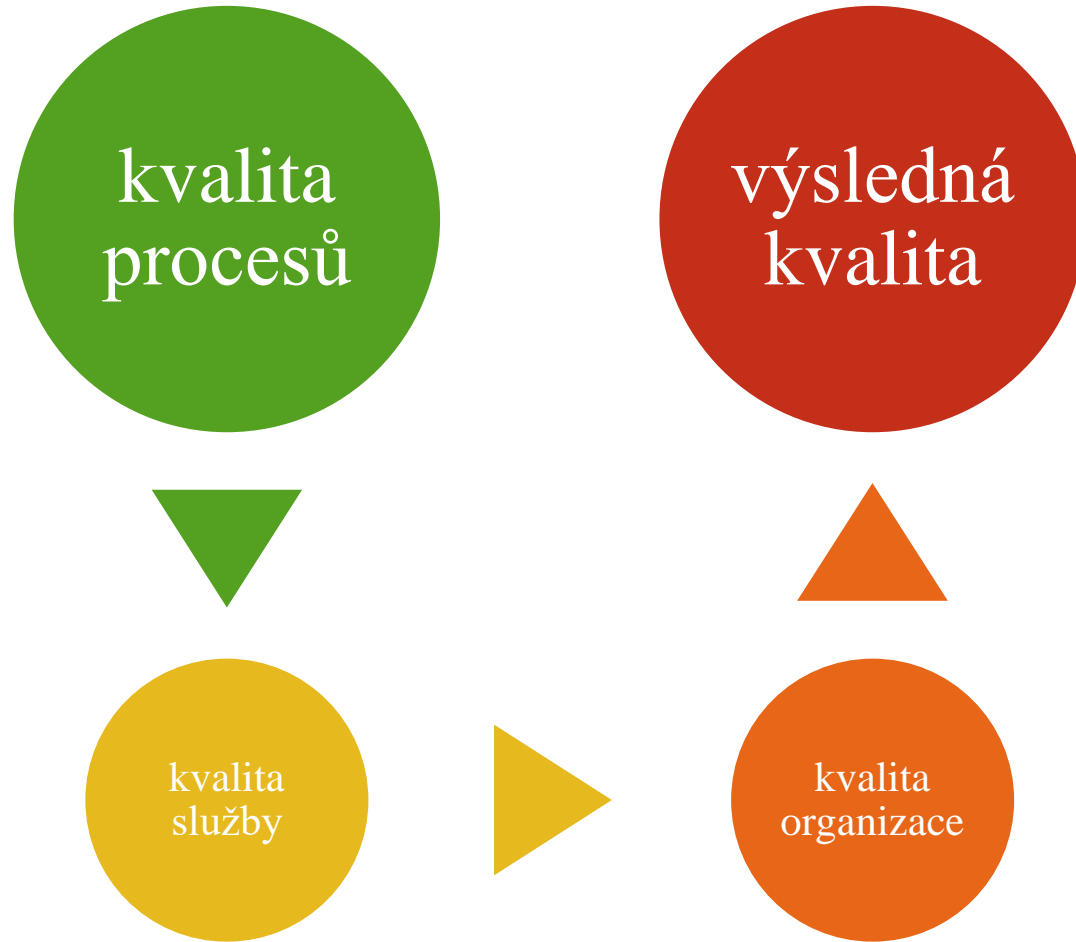 kvalita
procesů
kvalita
služby
kvalita
organizace
výsledná
kvalita